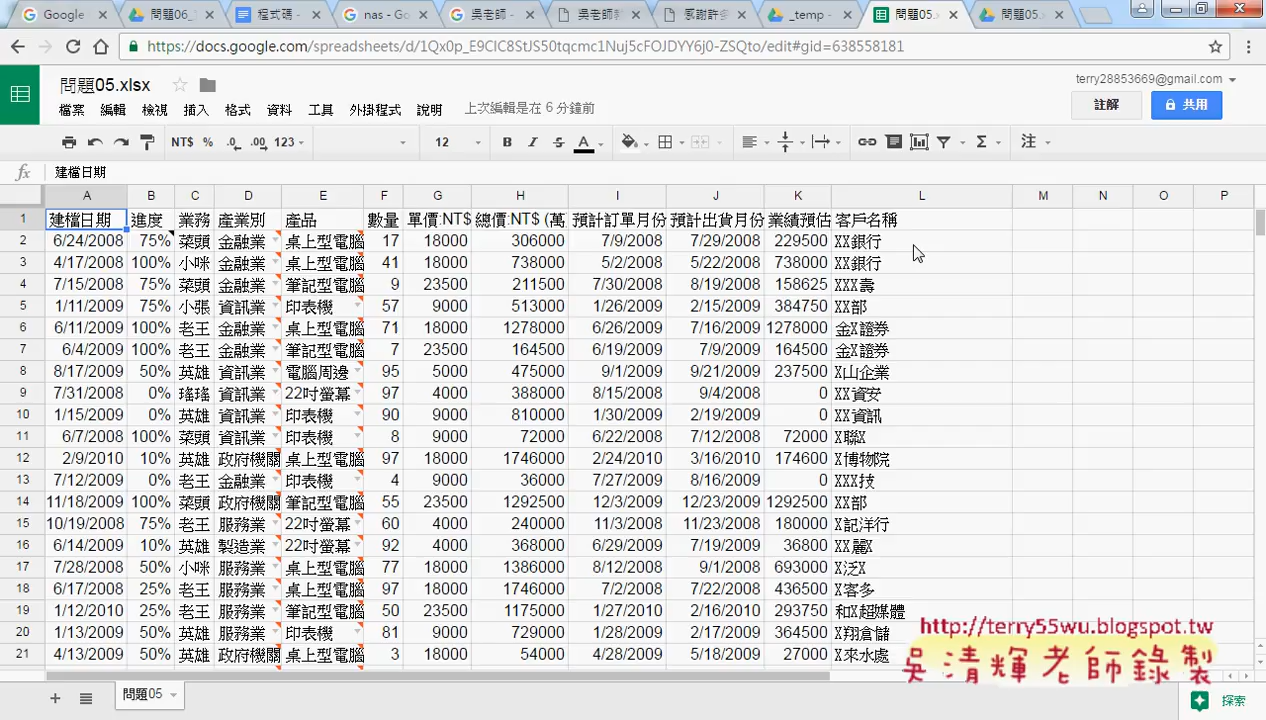 Google
題06_
程式碼 -
nas - Go
吳老師 -
吳老師教
感謝許多
_temp -
問題05.
問題05.
https://docs.google.com/spreadsheets/d/1Qx0p_E9CIC8StJS50tqcmc1Nuj5cFOJDYY6j0-ZSQto/edit#gid=638558181
問題05.xlsx
terry28853669@gmail.com
檔案 編輯 檢視 插入 格式 資料 工具 外掛程式 說明 上次編輯是在 6 分鐘前
註解 共用
NT$ % .0 .00 123 12 B I S A Σ 注
fx 建檔日期
A B C D E F G H I J K L M N O P
1 建檔日期 進度 業務 產業別 產品 數量 單價:NT$ 總價:NT$ (萬 預計訂單月份 預計出貨月份 業績預估 客戶名稱
2 6/24/2008 75% 菜頭 金融業 桌上型電腦 17 18000 306000 7/9/2008 7/29/2008 229500 XX銀行
3 4/17/2008 100% 小咪 金融業 桌上型電腦 41 18000 738000 5/2/2008 5/22/2008 738000 XX銀行
4 7/15/2008 75% 菜頭 金融業 筆記型電腦 9 23500 211500 7/30/2008 8/19/2008 158625 XXX壽
5 1/11/2009 75% 小張 資訊業 印表機 57 9000 513000 1/26/2009 2/15/2009 384750 XX部
6 6/11/2009 100% 老王 金融業 桌上型電腦 71 18000 1278000 6/26/2009 7/16/2009 1278000 金X證券
7 6/4/2009 100% 老王 金融業 筆記型電腦 7 23500 164500 6/19/2009 7/9/2009 164500 金X證券
8 8/17/2009 50% 英雄 資訊業 電腦周邊 95 5000 475000 9/1/2009 9/21/2009 237500 X山企業
9 7/31/2008 0% 瑤瑤 資訊業 22吋螢幕 97 4000 388000 8/15/2008 9/4/2008 0 XX資安
10 1/15/2009 0% 英雄 資訊業 印表機 90 9000 810000 1/30/2009 2/19/2009 0 XX資訊
11 6/7/2008 100% 菜頭 資訊業 印表機 8 9000 72000 6/22/2008 7/12/2008 72000 X聯X
12 2/9/2010 10% 英雄 政府機關 桌上型電腦 97 18000 1746000 2/24/2010 3/16/2010 174600 X博物院
13 7/12/2009 0% 老王 金融業 印表機 4 9000 36000 7/27/2009 8/16/2009 0 XXX技
14 11/18/2009 100% 菜頭 政府機關 筆記型電腦 55 23500 1292500 12/3/2009 12/23/2009 1292500 XX部
15 10/19/2008 75% 老王 服務業 22吋螢幕 60 4000 240000 11/3/2008 11/23/2008 180000 X記洋行
16 6/14/2009 10% 英雄 製造業 22吋螢幕 92 4000 368000 6/29/2009 7/19/2009 36800 XX麗X
17 7/28/2008 50% 小咪 服務業 桌上型電腦 77 18000 1386000 8/12/2008 9/1/2008 693000 X泛X
18 6/17/2008 25% 老王 服務業 桌上型電腦 97 18000 1746000 7/2/2008 7/22/2008 436500 X客多
19 1/12/2010 25% 老王 服務業 筆記型電腦 50 23500 1175000 1/27/2010 2/16/2010 293750 和X超媒體
20 1/13/2009 50% 英雄 服務業 印表機 81 9000 729000 1/28/2009 2/17/2009 364500 X翔倉儲
21 4/13/2009 50% 英雄 政府機關 桌上型電腦 3 18000 54000 4/28/2009 5/18/2009 27000 X來水處
http://terry55wu.blogspot.tw
吳清輝老師錄製
問題05
探索